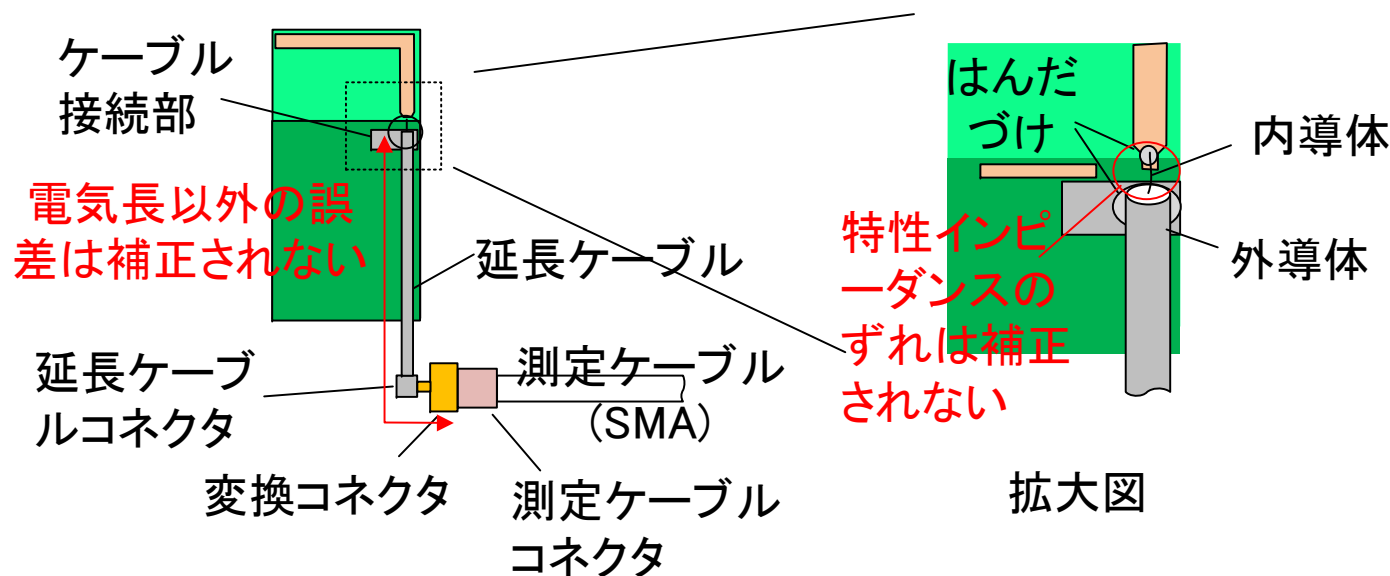 ケーブル
接続部
電気長以外の誤
差は補正されない
延長ケーブル
延長ケーブ
ルコネクタ
測定ケーブル
(SMA)
変換コネクタ
測定ケーブル
コネクタ
はんだ
づけ
内導体
特性インピ
ーダンスの
ずれは補正
されない
外導体
拡大図